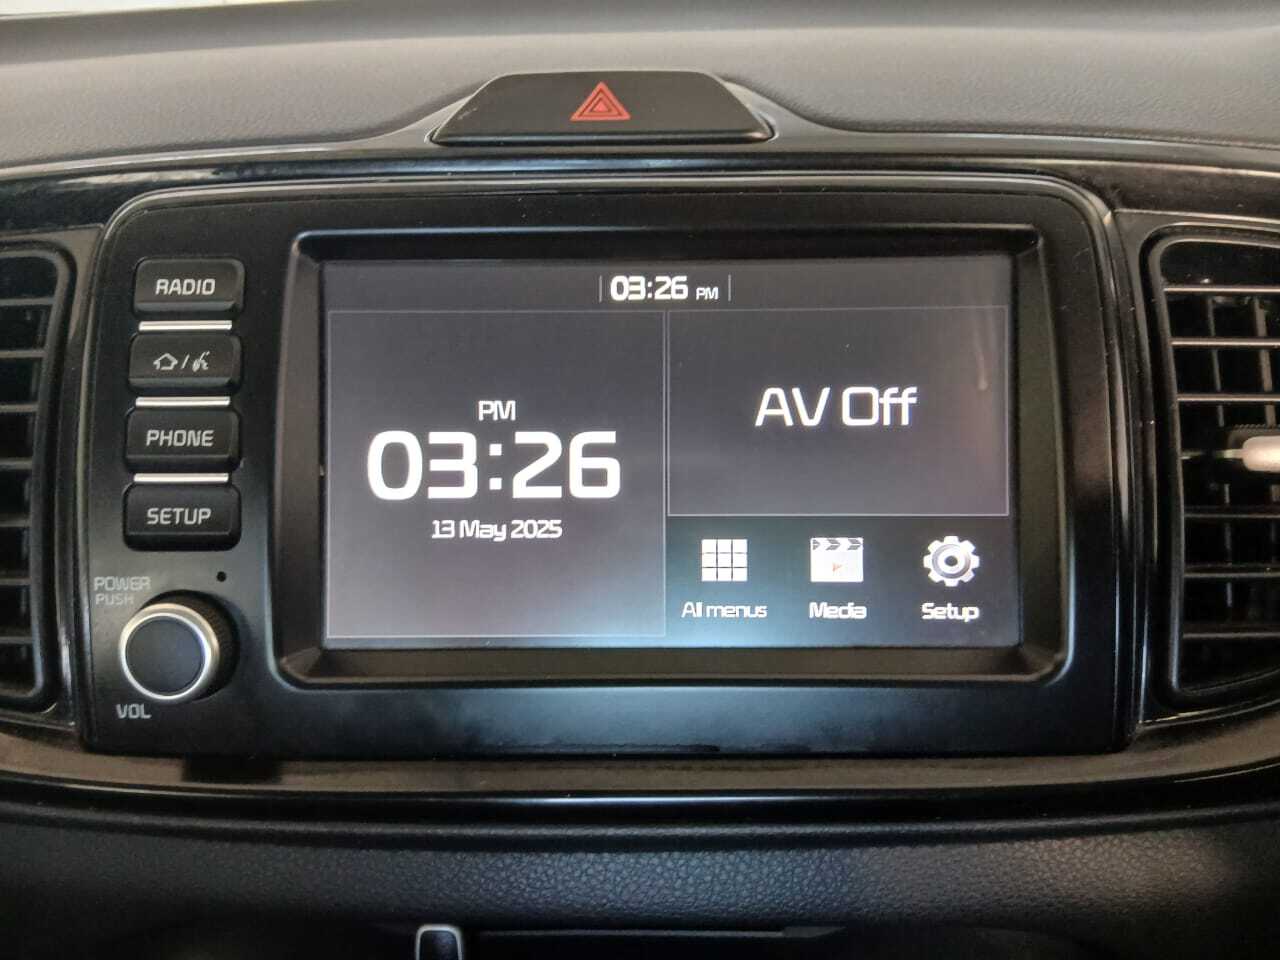 03:26 PM
RADIO
PHONE
SETUP
POWER
PUSH
VOL
PM
03:26
13 May 2025
AV Off
All menus
Media
Setup